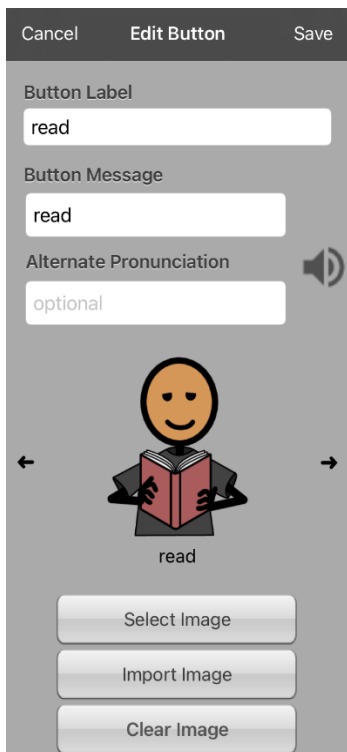 Cancel Edit Button Save
Button Label
read
Button Message
read
Alternate Pronunciation
optional
read
Select Image
Import Image
Clear Image